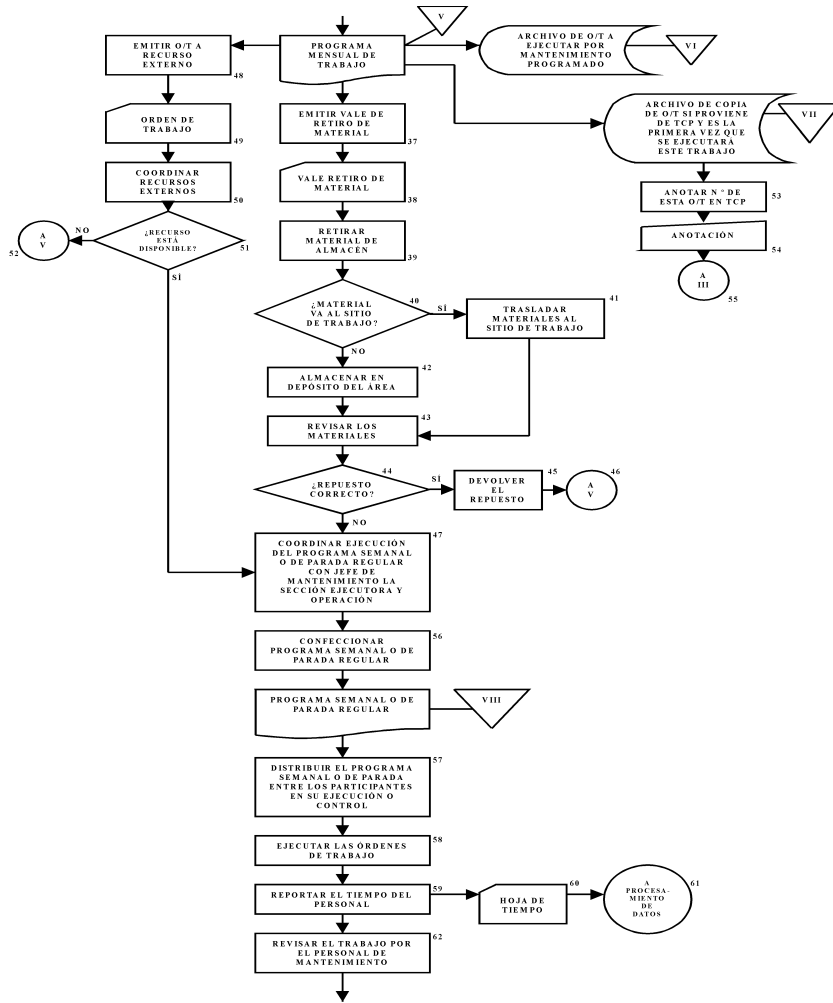 V
EMITIR O/T A
RECURSO
EXTERNO
48
PROGRAMA
MENSUAL DE
TRABAJO
ARCHIVO DE O/T A
EJECUTAR POR
MANTENIMIENTO
PROGRAMADO
VI
ORDEN DE
TRABAJO
49
EMITIR VALE DE
RETIRO DE
MATERIAL
37
ARCHIVO DE COPIA
DE O/T SI PROVIENE
DE TCP Y ES LA
PRIMERA VEZ QUE
SE EJECUTARÁ
ESTE TRABAJO
VII
COORDINAR
RECURSOS
EXTERNOS
50
VALE RETIRO DE
MATERIAL
38
ANOTAR N° DE
ESTA O/T EN TCP
53
A
V
52
NO
¿RECURSO
ESTÁ
DISPONIBLE?
51
SÍ
RETIRAR
MATERIAL DE
ALMACÉN
39
ANOTACIÓN
54
A
III
55
¿MATERIAL
VA AL SITIO
DE TRABAJO?
40
SÍ
NO
TRASLADAR
MATERIALES AL
SITIO DE TRABAJO
41
ALMACENAR EN
DEPÓSITO DEL ÁREA
42
REVISAR LOS
MATERIALES
43
¿REPUESTO
CORRECTO?
44
SÍ
NO
DEVOLVER
EL
REPUESTO
45
A
V
46
COORDINAR EJECUCIÓN
DEL PROGRAMA SEMANAL
O DE PARADA REGULAR
CON JEFE DE
MANTENIMIENTO LA
SECCIÓN EJECUTORA Y
OPERACIÓN
47
CONFECCIONAR
PROGRAMA SEMANAL O DE
PARADA REGULAR
56
PROGRAMA SEMANAL O DE
PARADA REGULAR
VIII
DISTRIBUIR EL PROGRAMA
SEMANAL O DE PARADA
ENTRE LOS PARTICIPANTES
EN SU EJECUCIÓN O
CONTROL
57
EJECUTAR LAS ÓRDENES
DE TRABAJO
58
REPORTAR EL TIEMPO DEL
PERSONAL
59
HOJA DE
TIEMPO
60
A
PROCESA-
MIENTO
DE
DATOS
61
REVISAR EL TRABAJO POR
EL PERSONAL DE
MANTENIMIENTO
62